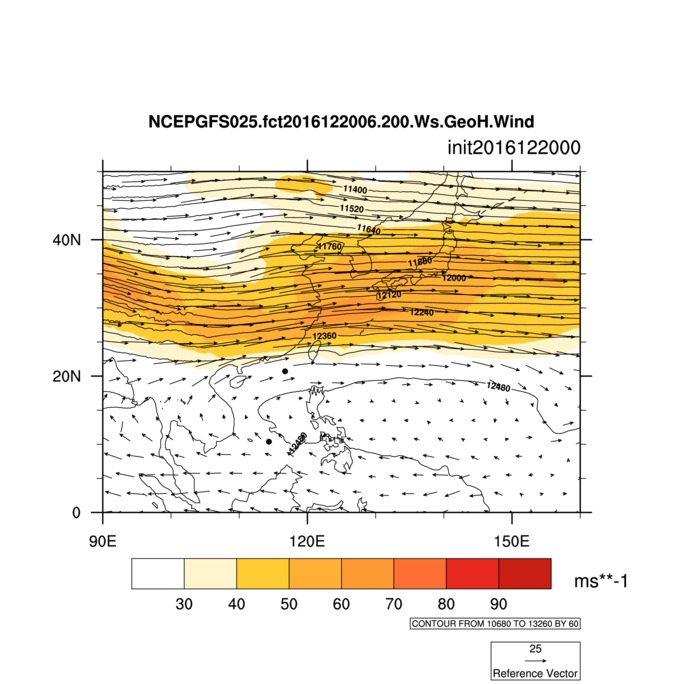 NCEPGFS025.fct2016122006.200.Ws.GeoH.Wind
init2016122000
11400
11520
11640
40N
11760
11880
12000
12120
12240
12360
20N
12480
12480
0
90E 120E 150E
ms**-1
30 40 50 60 70 80 90
CONTOUR FROM 10680 TO 13260 BY 60
25
Reference Vector